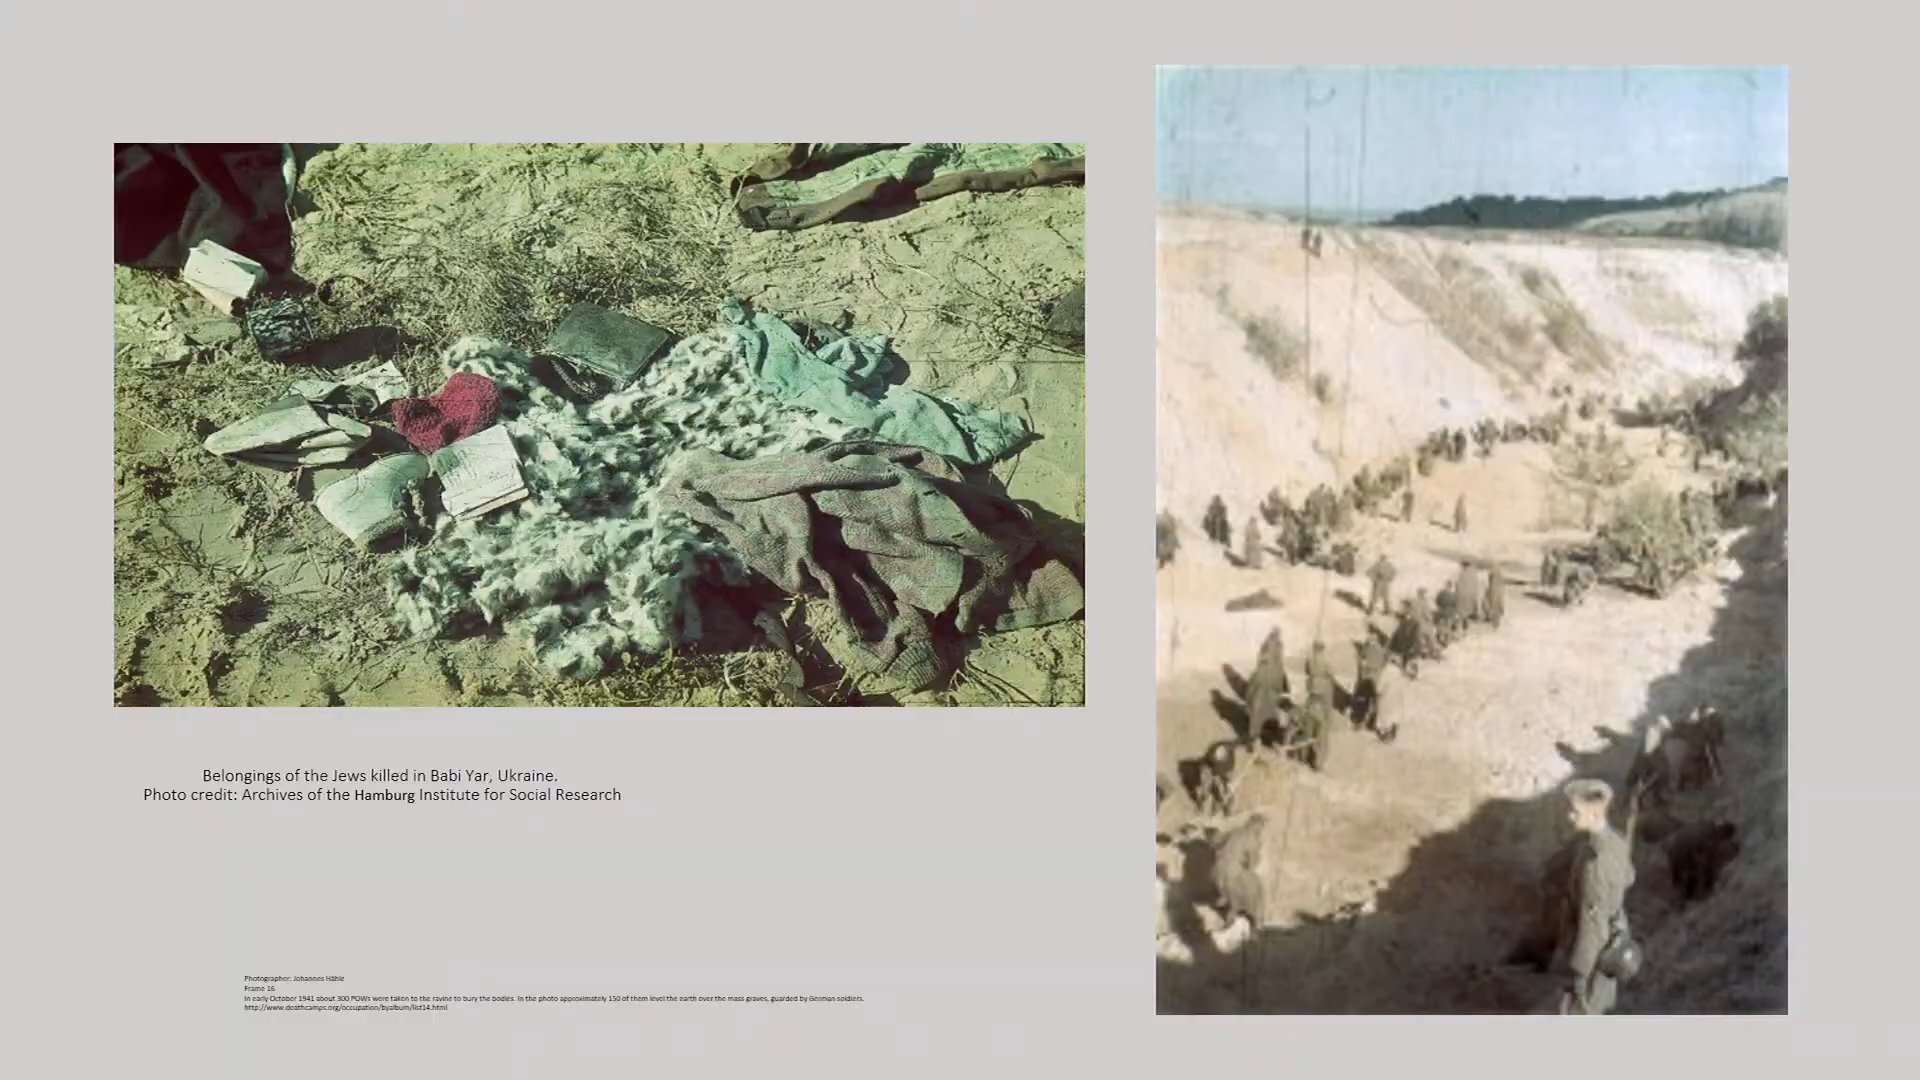 Belongings of the Jews killed in Babi Yar, Ukraine.
Photo credit: Archives of the Hamburg Institute for Social Research
Photographer: Johannes Hähle
Frame 16
In early October 1941 about 300 POWs were taken to the ravine to bury the bodies. In the photo approximately 150 of them level the earth over the mass graves, guarded by German soldiers.
http://www.deathcamps.org/occupation/byalbum/list14.html